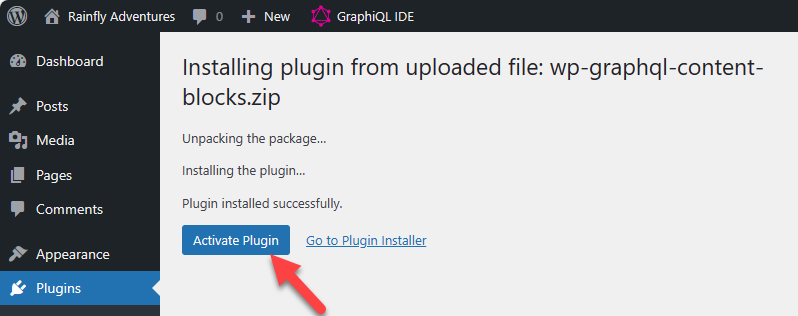 Rainfly Adventures 0 New GraphiQL IDE
Dashboard
Posts
Media
Pages
Comments
Appearance
Plugins
Installing plugin from uploaded file: wp-graphql-content-
blocks.zip
Unpacking the package…
Installing the plugin…
Plugin installed successfully.
Activate Plugin Go to Plugin Installer